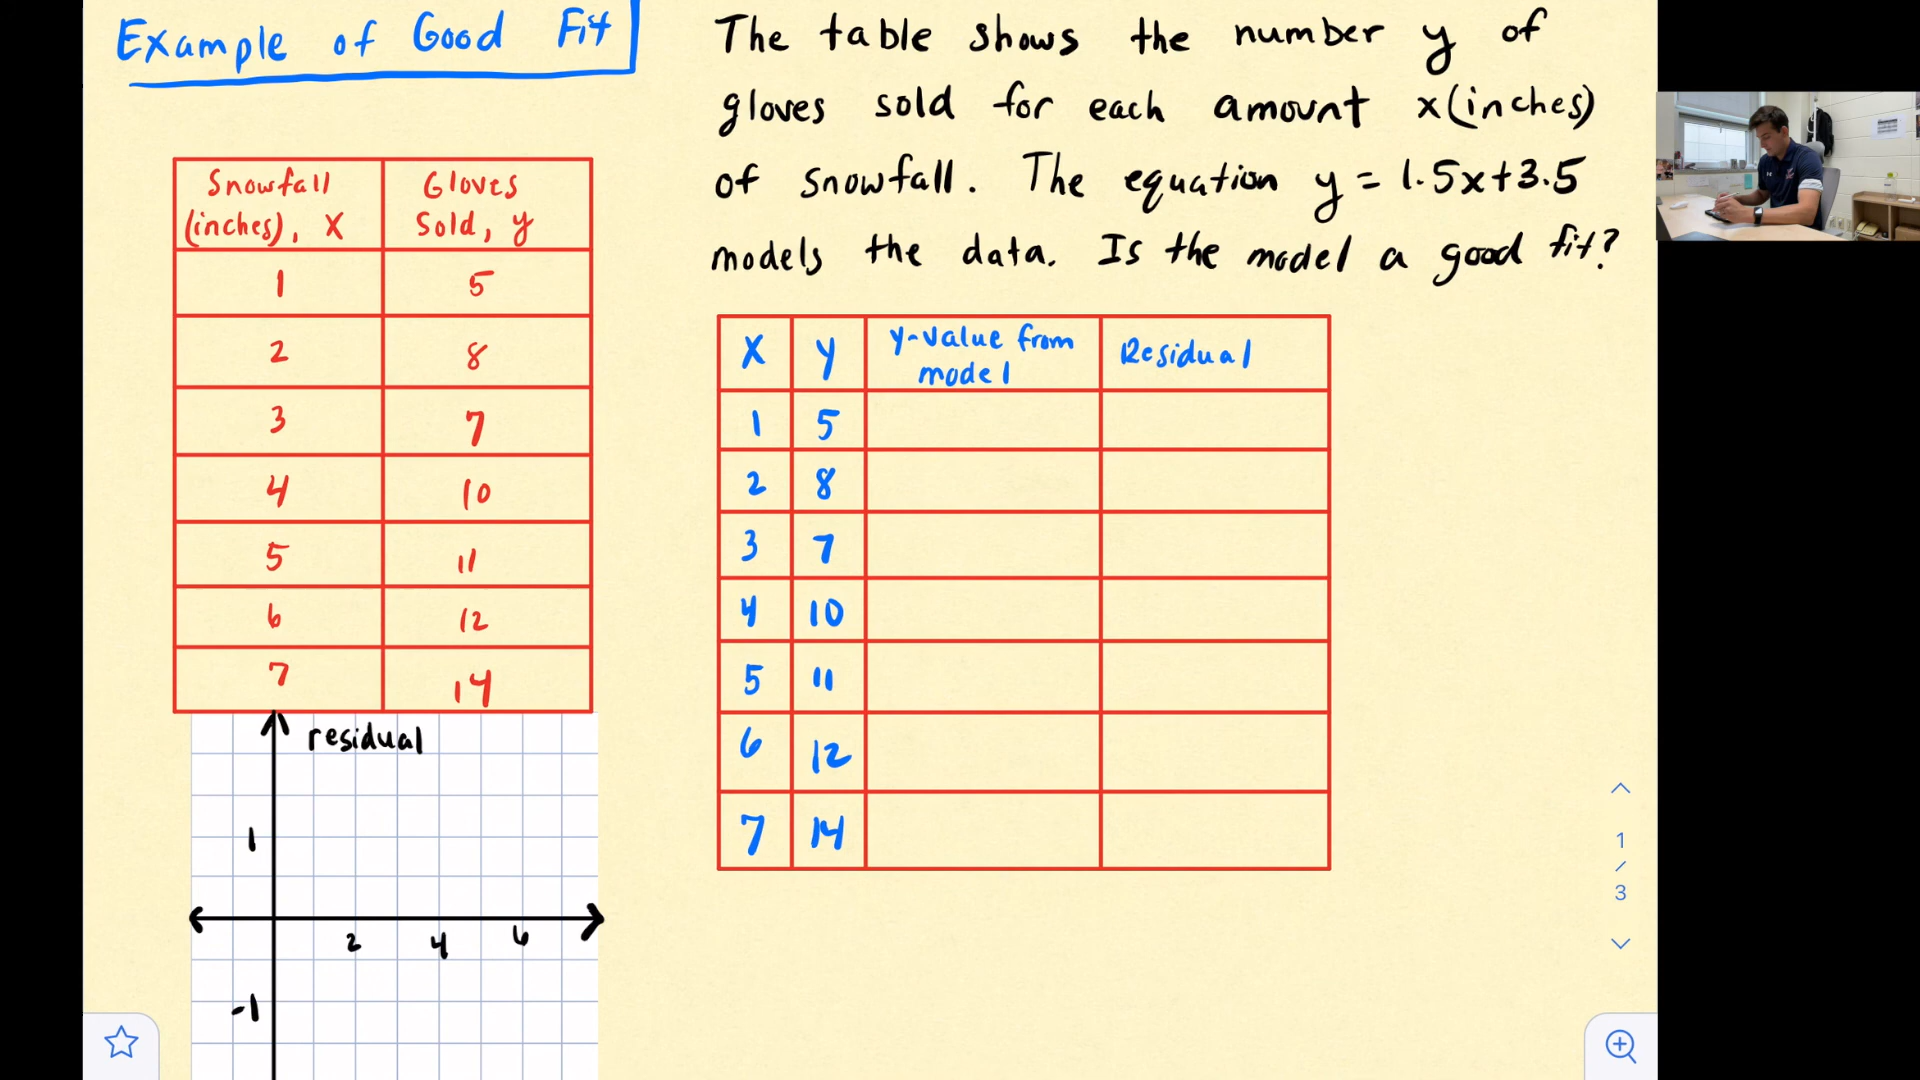 Example of Good Fit
The table shows the number y of
gloves sold for each amount x(inches)
of snowfall. The equation y = 1.5x+3.5
models the data. Is the model a good fit?
Snowfall
(inches), X
Gloves
Sold, y
1 5
2 8
3 7
4 10
5 11
6 12
7 14
X Y y-value from
model
Residual
1 5
2 8
3 7
4 10
5 11
6 12
7 14
residual
1
2 4 6
-1
1
/
3